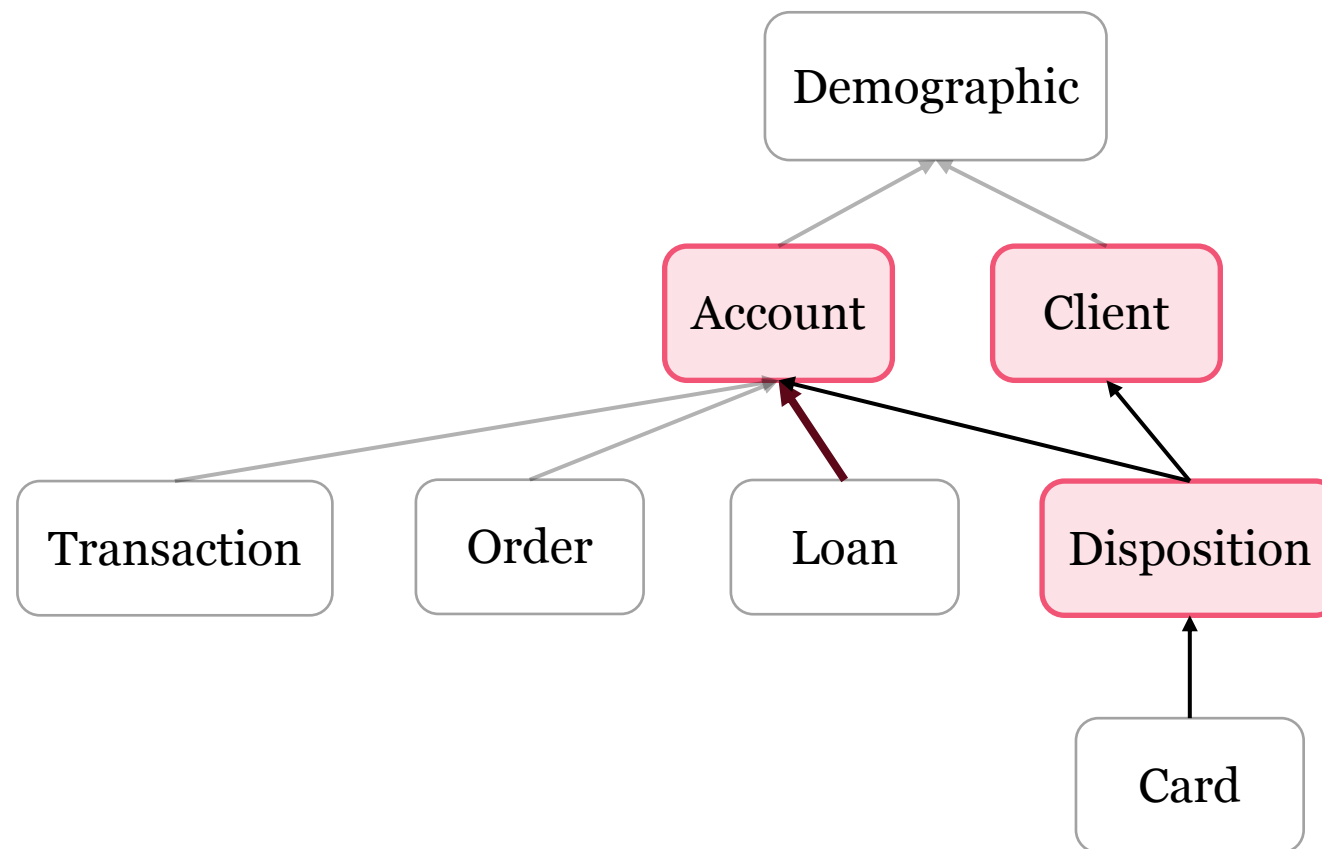 Demographic
Account
Client
Transaction
Order
Loan
Disposition
Card